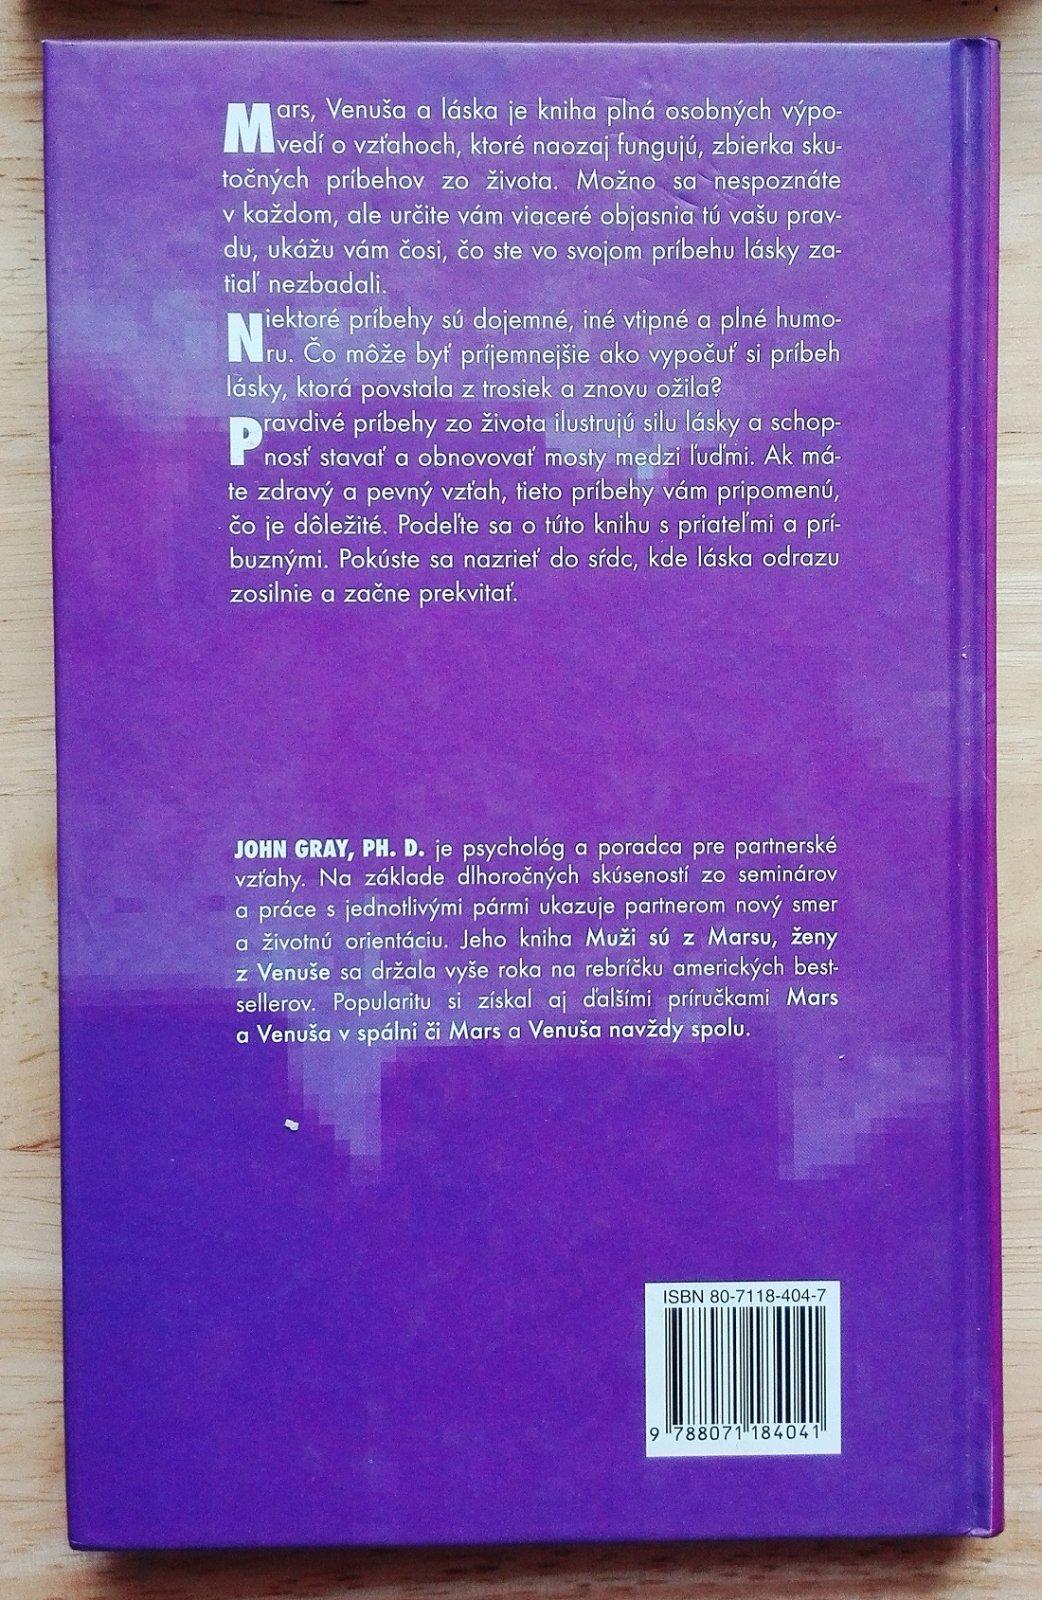 Mars, Venuša a láska je kniha plná osobných výpo-
vedí o vzťahoch, ktoré naozaj fungujú, zbierka sku-
točných príbehov zo života. Možno sa nespoznáte
v každom, ale určite vám viaceré objasnia tú vašu prav-
du, ukážu vám čosi, čo ste vo svojom príbehu lásky za-
tiaľ nezbadali.
Niektoré príbehy sú dojemné, iné vtipné a plné humo-
ru. Čo môže byť príjemnejšie ako vypočuť si príbeh
lásky, ktorá povstala z trosiek a znovu ožila?
Pravdivé príbehy zo života ilustrujú silu lásky a schop-
nosť stavať a obnovovať mosty medzi ľuďmi. Ak má-
te zdravý a pevný vzťah, tieto príbehy vám pripomenú,
čo je dôležité. Podeľte sa o túto knihu s priateľmi a prí-
buznými. Pokúste sa nazrieť do sŕdc, kde láska odrazu
zosilnie a začne prekvitať.
JOHN GRAY, PH. D. je psychológ a poradca pre partnerské
vzťahy. Na základe dlhoročných skúseností zo seminárov
a práce s jednotlivými pármi ukazuje partnerom nový smer
a životnú orientáciu. Jeho kniha Muži sú z Marsu, ženy
z Venuše sa držala vyše roka na rebríčku amerických best-
sellerov. Popularitu si získal aj ďalšími príručkami Mars
a Venuša v spálni či Mars a Venuša navždy spolu.
ISBN 80-7118-404-7
9 788071 184041